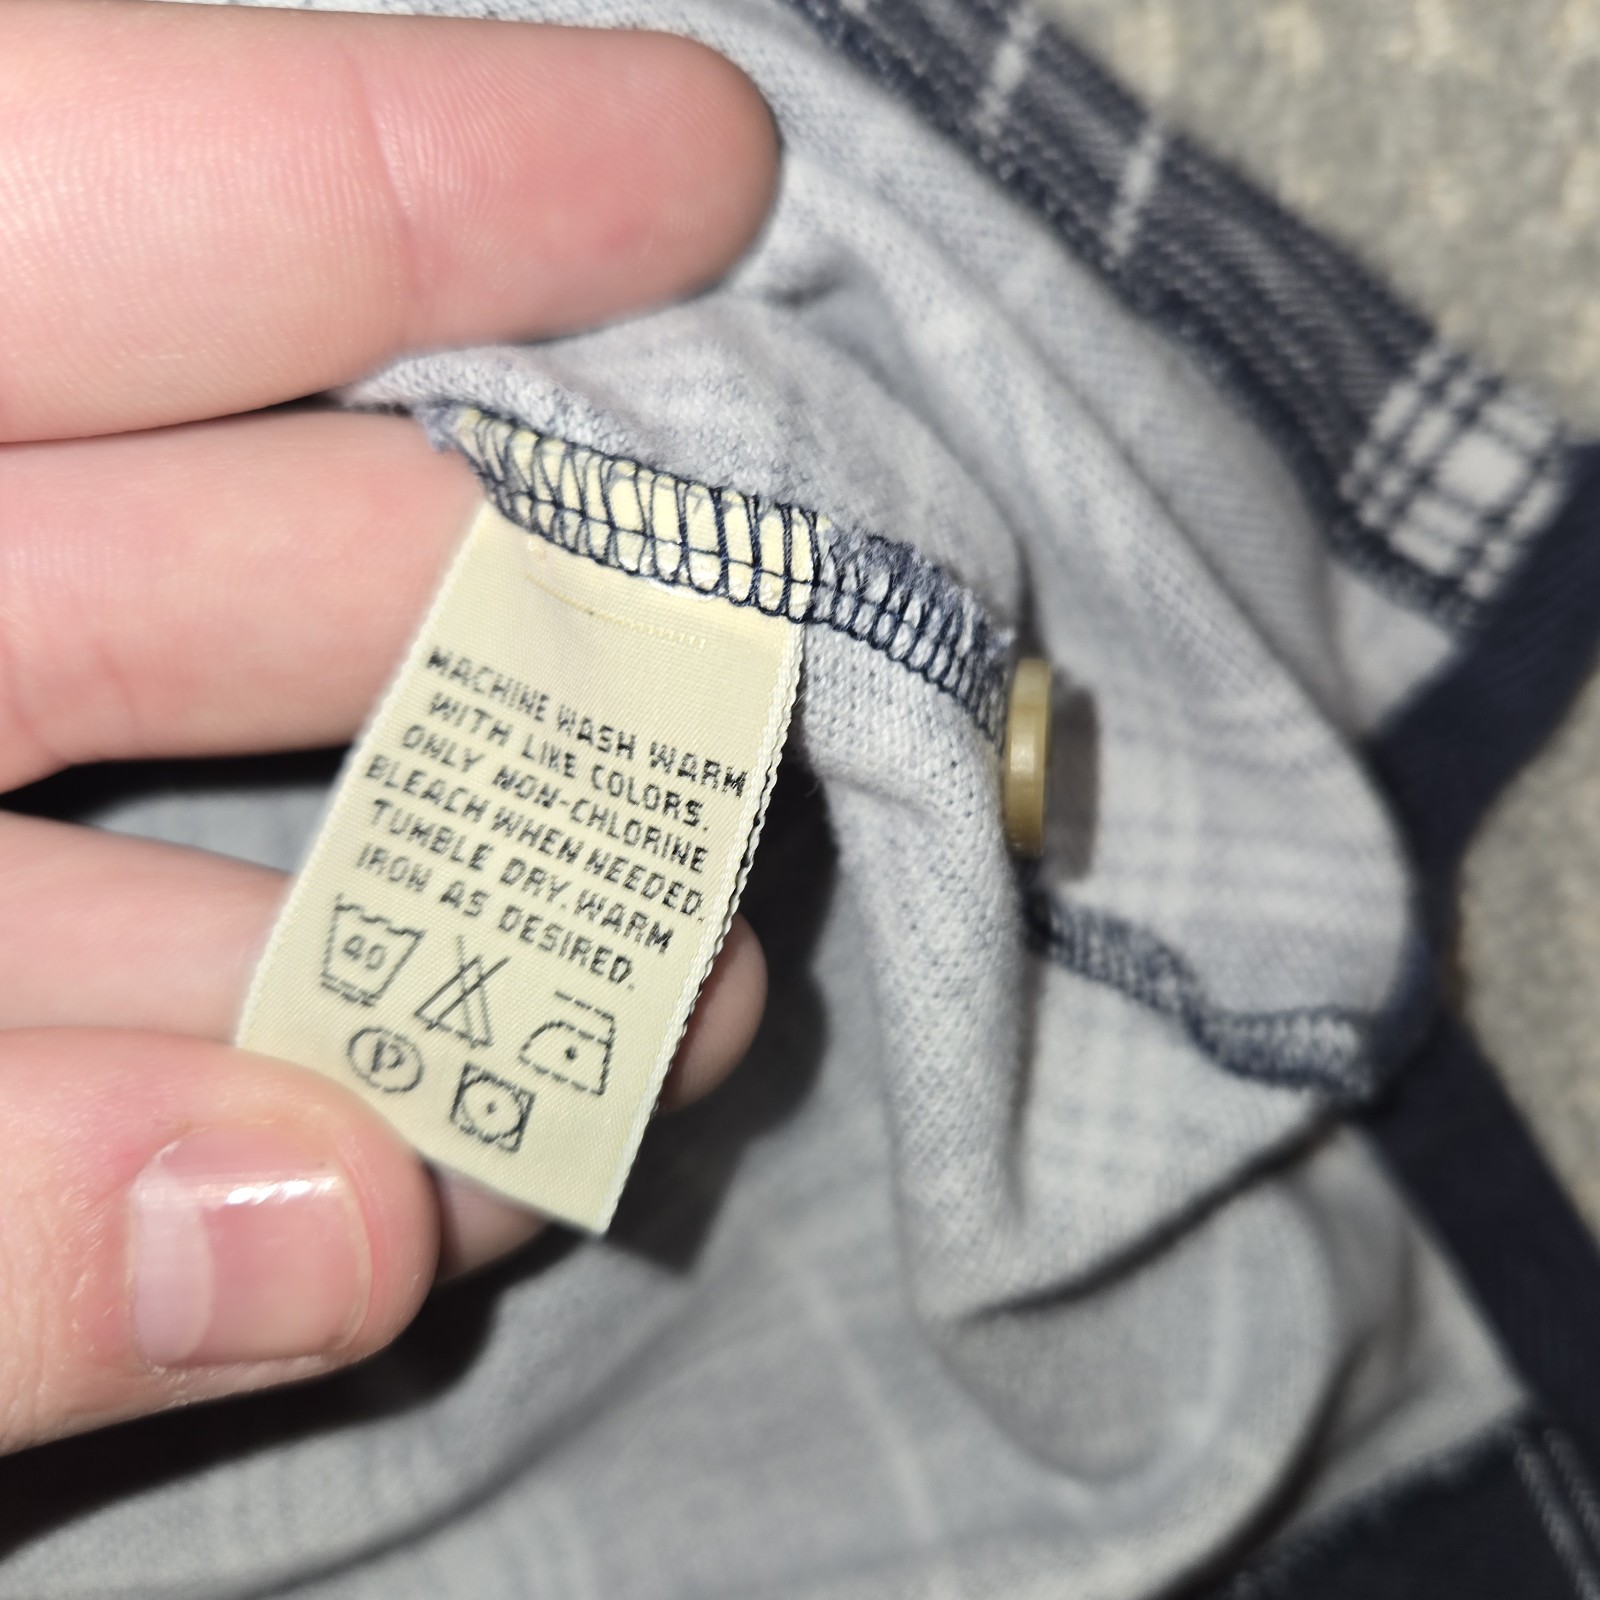 MACHINE WASH WARM
WITH LIKE COLORS.
ONLY NON-CHLORINE
BLEACH WHEN NEEDED.
TUMBLE DRY. WARM
IRON AS DESIRED.
40
P